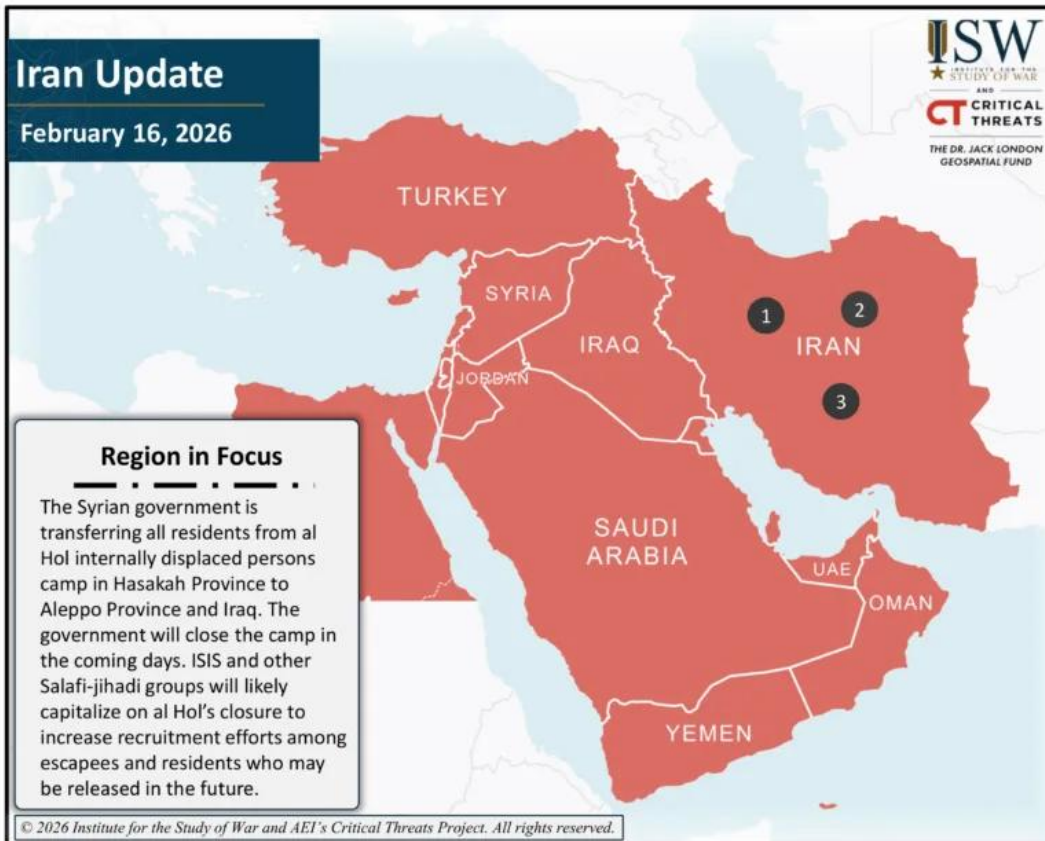 Iran Update
February 16, 2026
ISW
INSTITUTE FOR THE
STUDY OF WAR
AND
CT CRITICAL
THREATS
THE DR. JACK LONDON
GEOSPATIAL FUND
TURKEY
SYRIA
IRAQ
JORDAN
1
2
IRAN
3
SAUDI
ARABIA
UAE
OMAN
YEMEN
Region in Focus
The Syrian government is
transferring all residents from al
Hol internally displaced persons
camp in Hasakah Province to
Aleppo Province and Iraq. The
government will close the camp in
the coming days. ISIS and other
Salafi-jihadi groups will likely
capitalize on al Hol's closure to
increase recruitment efforts among
escapees and residents who may
be released in the future.
© 2026 Institute for the Study of War and AEI's Critical Threats Project. All rights reserved.